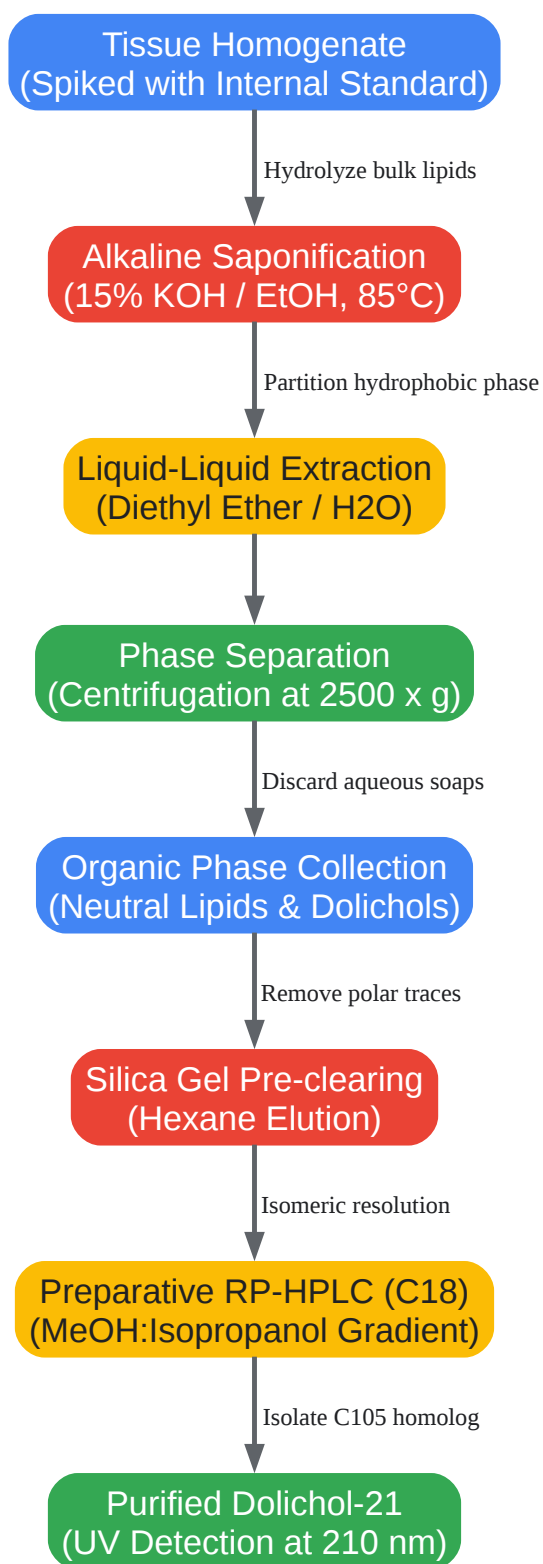 Tissue Homogenate
(Spiked with Internal Standard)
Hydrolyze bulk lipids
Alkaline Saponification
(15% KOH / EtOH, 85°C)
Partition hydrophobic phase
Liquid-Liquid Extraction
(Diethyl Ether / H2O)
Phase Separation
(Centrifugation at 2500 x g)
Discard aqueous soaps
Organic Phase Collection
(Neutral Lipids & Dolichols)
Remove polar traces
Silica Gel Pre-clearing
(Hexane Elution)
Isomeric resolution
Preparative RP-HPLC (C18)
(MeOH:Isopropanol Gradient)
Isolate C105 homolog
Purified Dolichol-21
(UV Detection at 210 nm)